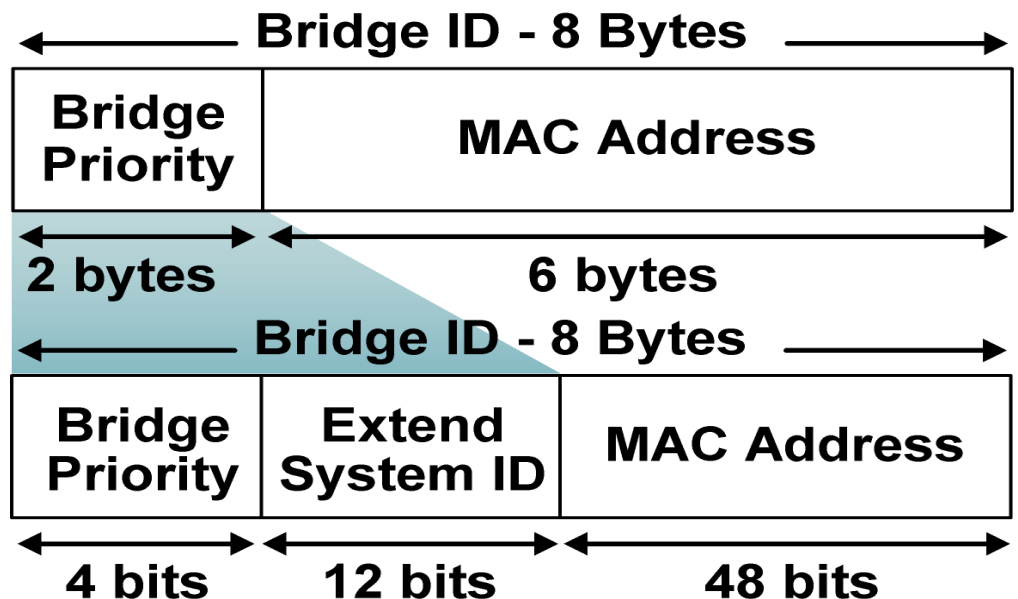 Bridge ID - 8 Bytes
Bridge
Priority
MAC Address
2 bytes
6 bytes
Bridge ID - 8 Bytes
Bridge
Priority
Extend
System ID
MAC Address
4 bits
12 bits
48 bits